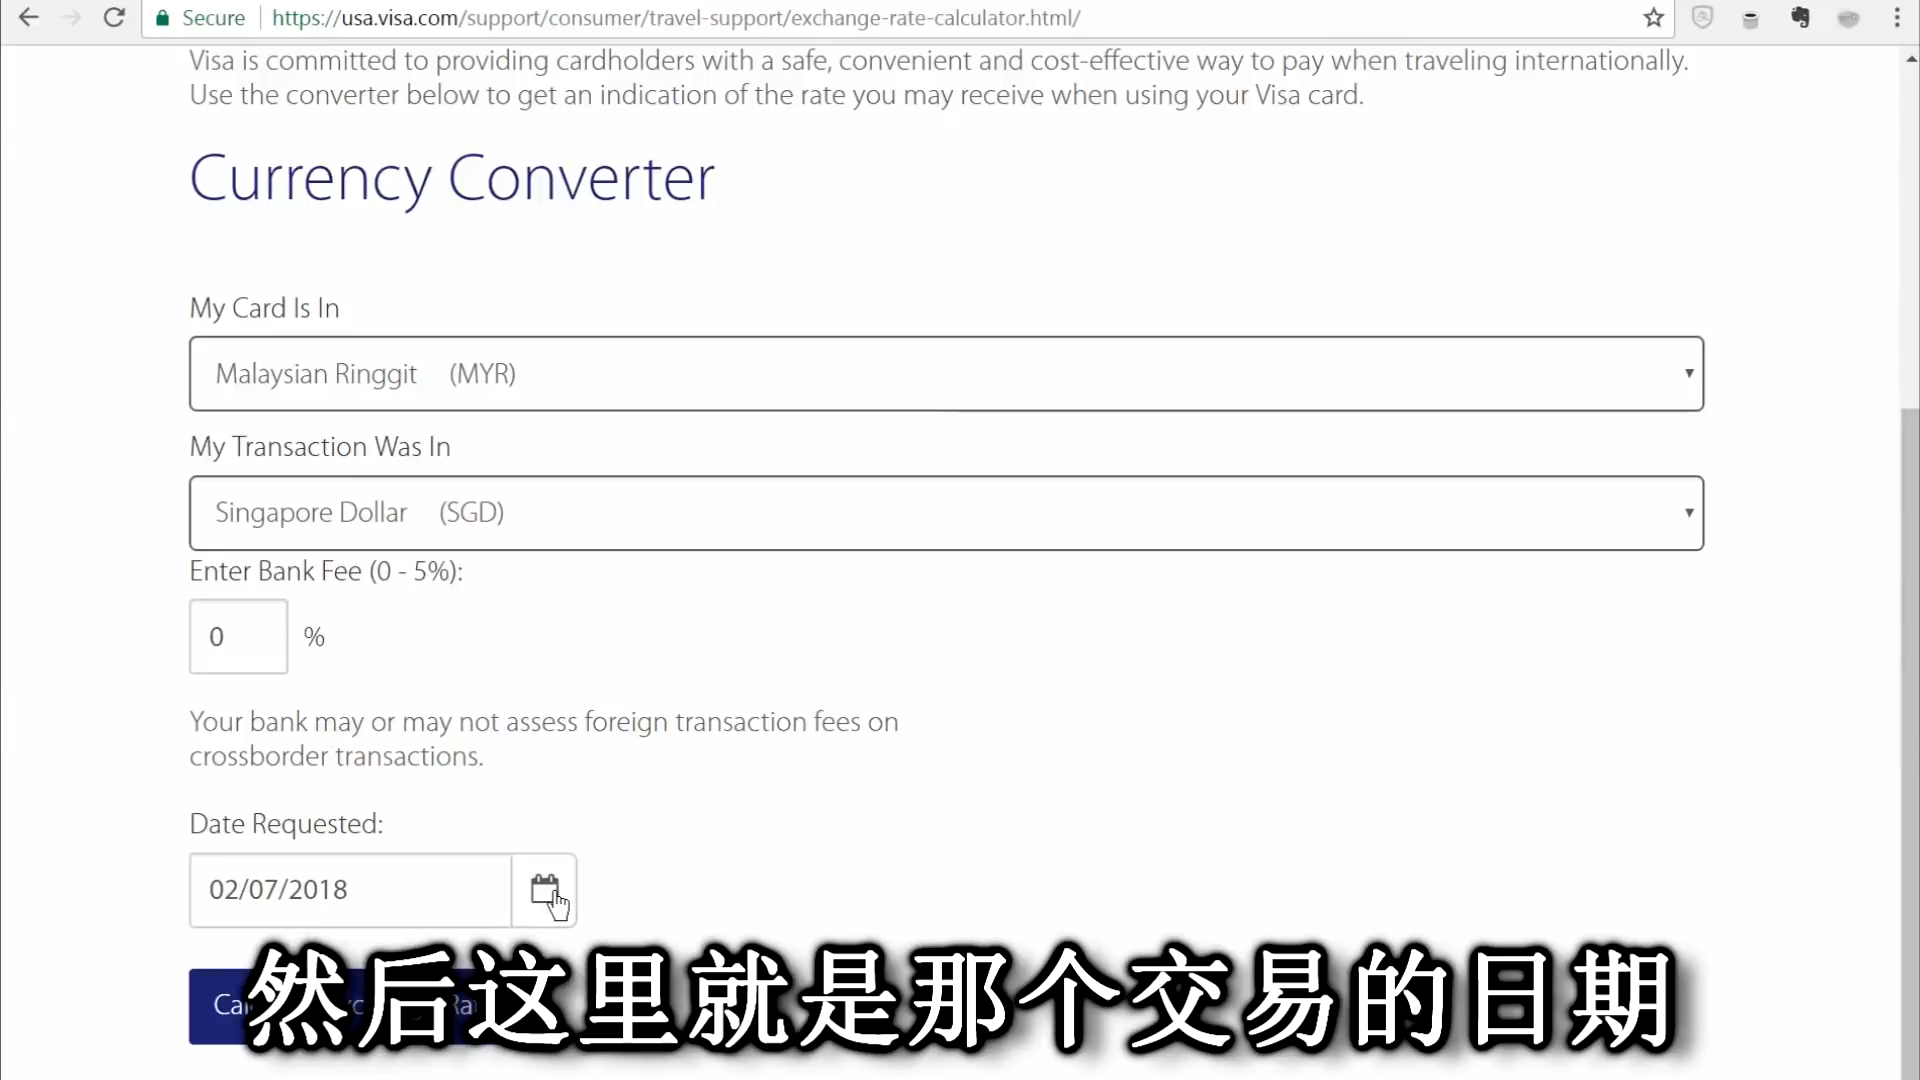 Secure https://usa.visa.com/support/consumer/travel-support/exchange-rate-calculator.html/
Visa is committed to providing cardholders with a safe, convenient and cost-effective way to pay when traveling internationally.
Use the converter below to get an indication of the rate you may receive when using your Visa card.
Currency Converter
My Card Is In
Malaysian Ringgit (MYR)
My Transaction Was In
Singapore Dollar (SGD)
Enter Bank Fee (0 - 5%):
0 %
Your bank may or may not assess foreign transaction fees on
crossborder transactions.
Date Requested:
02/07/2018
然后这里就是那个交易的日期